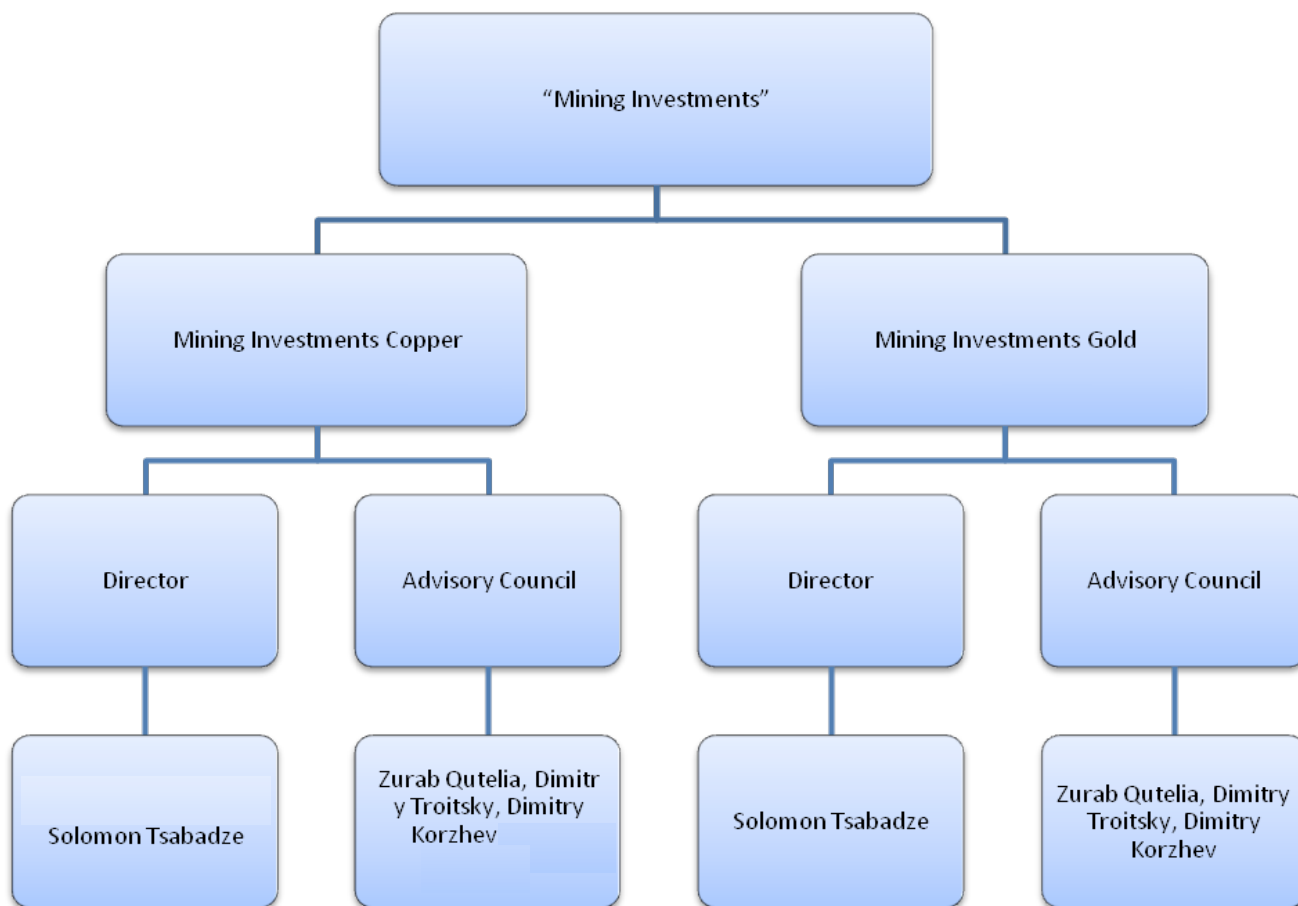 “Mining Investments”
Mining Investments Copper
Mining Investments Gold
Director
Advisory Council
Director
Advisory Council
Solomon Tsabadze
Zurab Qutelia, Dimitr
y Troitsky, Dimitry
Korzhev
Solomon Tsabadze
Zurab Qutelia, Dimitry
Troitsky, Dimitry
Korzhev